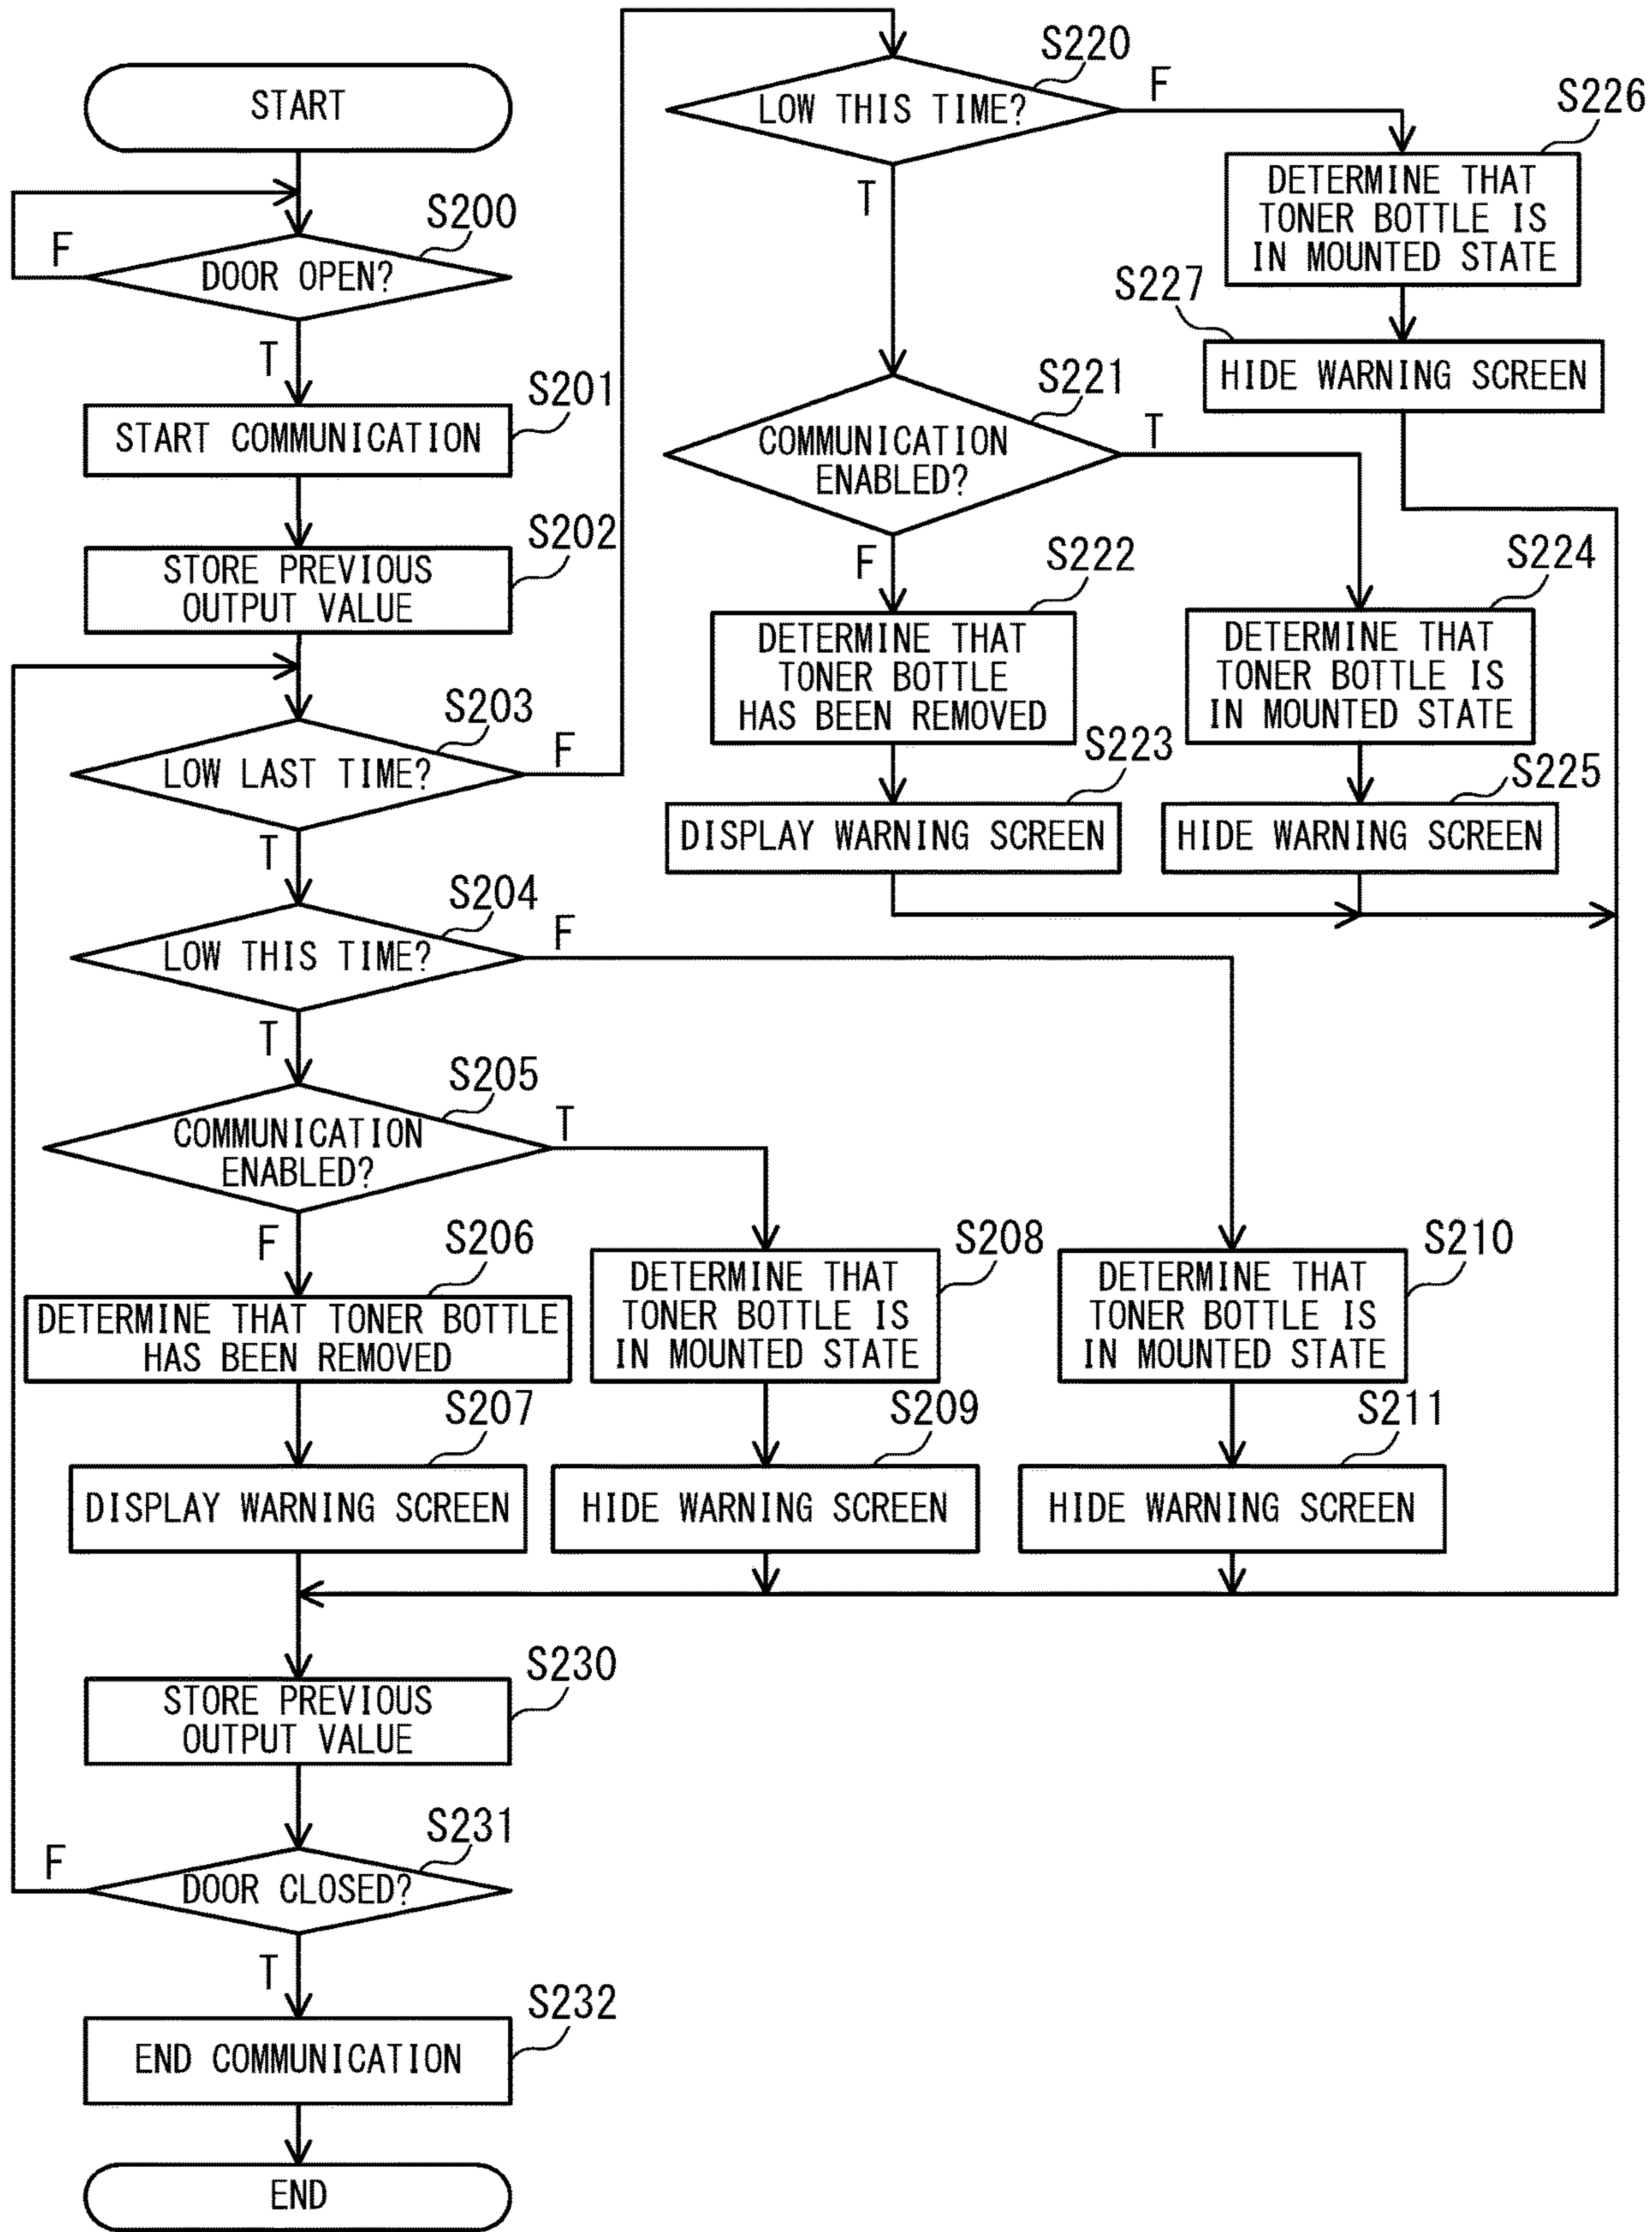 START
S200
F
DOOR OPEN?
T
S201
START COMMUNICATION
S202
STORE PREVIOUS
OUTPUT VALUE
S203
LOW LAST TIME?
F
T
S204
LOW THIS TIME?
F
T
S205
COMMUNICATION
ENABLED?
T
F
S206
DETERMINE THAT TONER BOTTLE
HAS BEEN REMOVED
S207
DISPLAY WARNING SCREEN
S208
DETERMINE THAT
TONER BOTTLE IS
IN MOUNTED STATE
S209
HIDE WARNING SCREEN
S210
DETERMINE THAT
TONER BOTTLE IS
IN MOUNTED STATE
S211
HIDE WARNING SCREEN
S220
LOW THIS TIME?
F
T
S226
DETERMINE THAT
TONER BOTTLE IS
IN MOUNTED STATE
S227
HIDE WARNING SCREEN
S221
COMMUNICATION
ENABLED?
T
F
S222
DETERMINE THAT
TONER BOTTLE
HAS BEEN REMOVED
S223
DISPLAY WARNING SCREEN
S224
DETERMINE THAT
TONER BOTTLE IS
IN MOUNTED STATE
S225
HIDE WARNING SCREEN
S230
STORE PREVIOUS
OUTPUT VALUE
S231
F
DOOR CLOSED?
T
S232
END COMMUNICATION
END